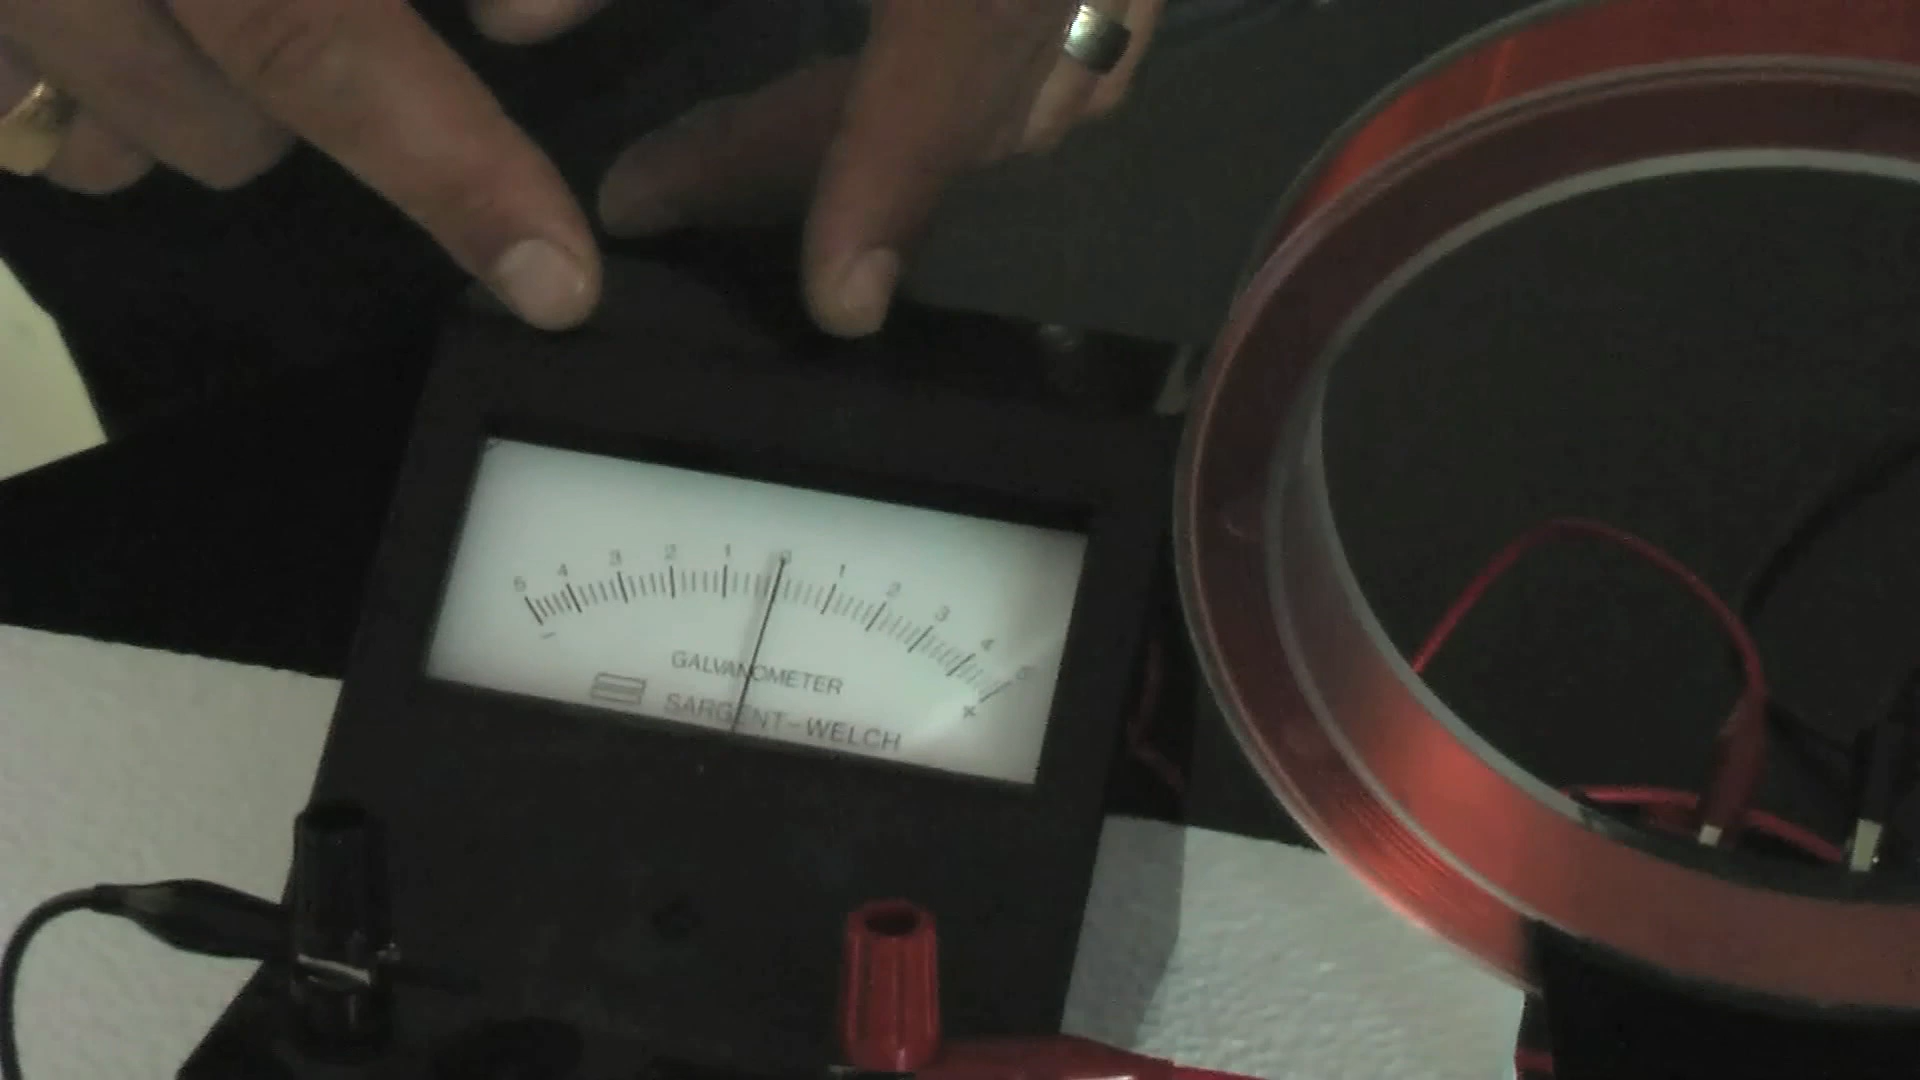 5 4 3 2 1 0 1 2 3 4 5
- +
GALVANOMETER
SARGENT-WELCH